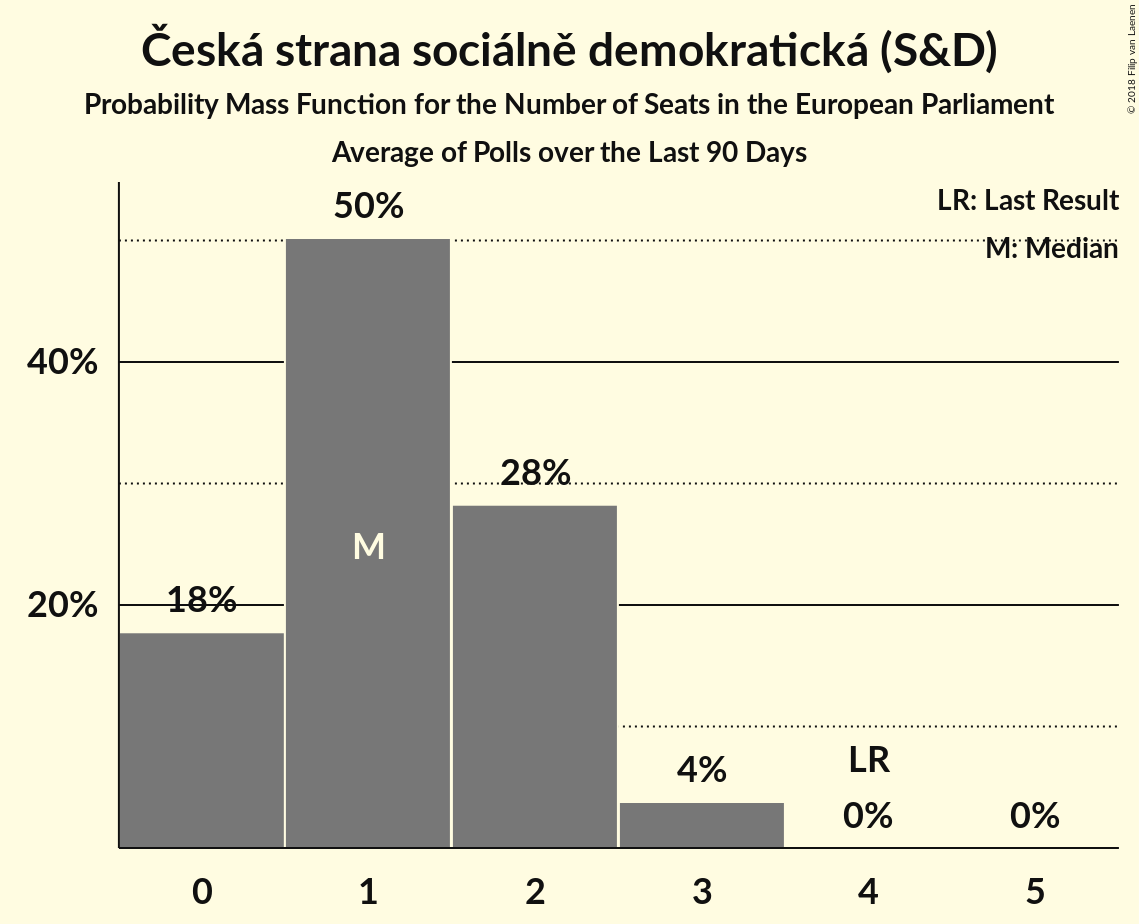 Česká strana sociálně demokratická (S&D)
Probability Mass Function for the Number of Seats in the European Parliament
Average of Polls over the Last 90 Days
© 2018 Filip van Laenen
LR: Last Result
M: Median
50%
40%
28%
M
20%
18%
4%
LR
0%
0%
0 1 2 3 4 5